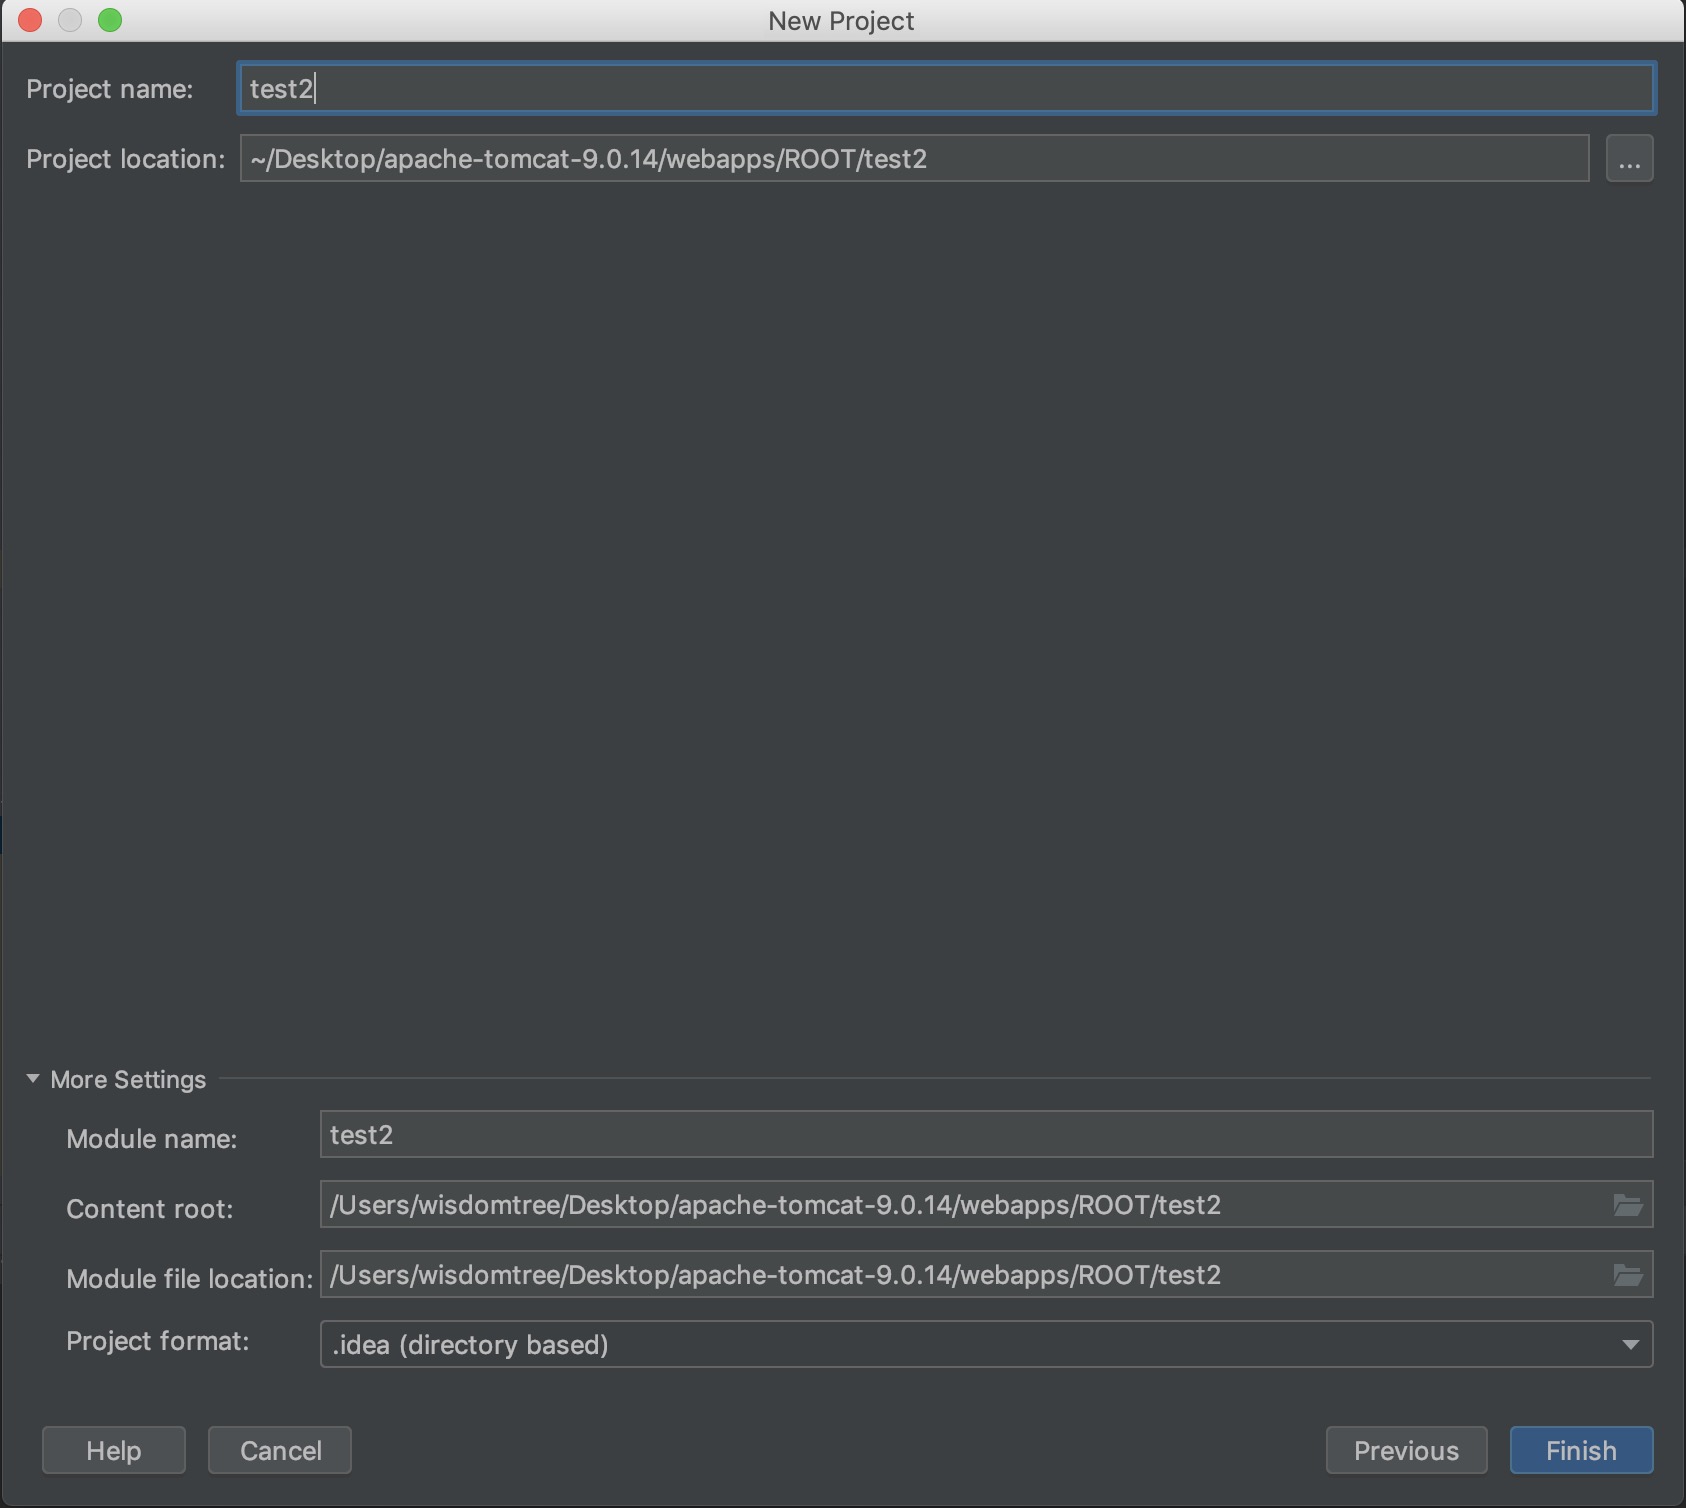 New Project
Project name: test2
Project location: ~/Desktop/apache-tomcat-9.0.14/webapps/ROOT/test2 ...
More Settings
Module name: test2
Content root: /Users/wisdomtree/Desktop/apache-tomcat-9.0.14/webapps/ROOT/test2
Module file location: /Users/wisdomtree/Desktop/apache-tomcat-9.0.14/webapps/ROOT/test2
Project format: .idea (directory based)
Help Cancel Previous Finish